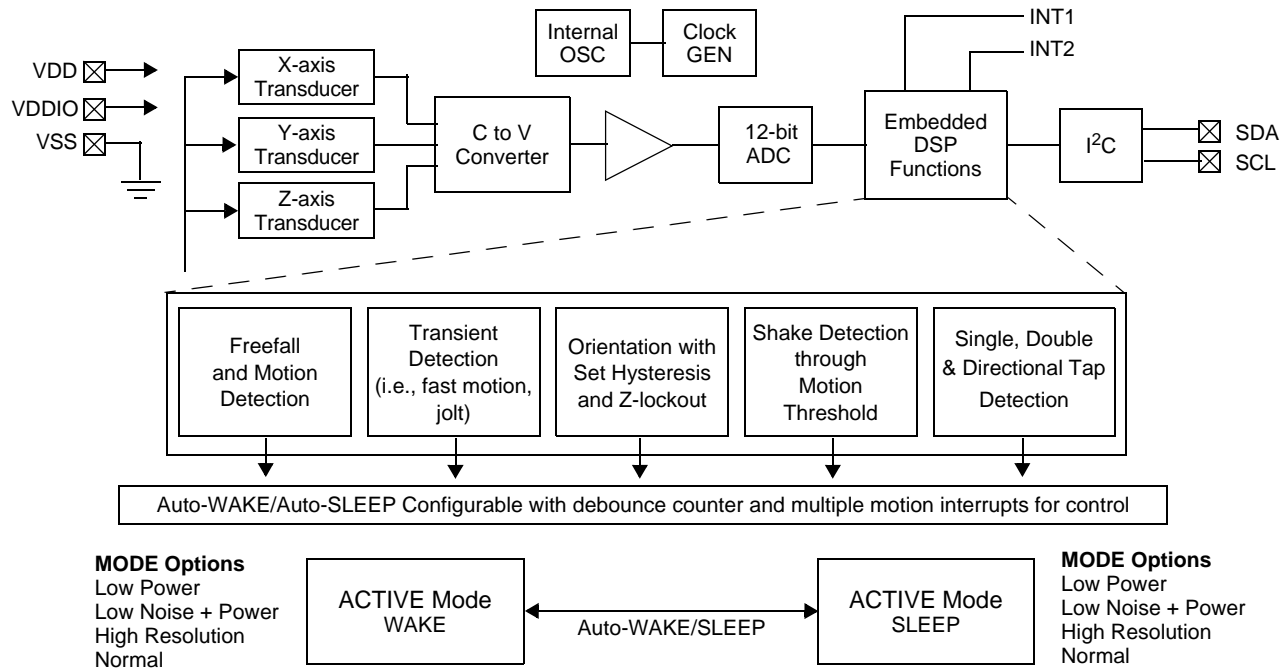 INT1
INT2
Internal
OSC
Clock
GEN
VDD
VDDIO
VSS
X-axis
Transducer
Y-axis
Transducer
Z-axis
Transducer
C to V
Converter
12-bit
ADC
Embedded
DSP
Functions
I²C
SDA
SCL
Freefall
and Motion
Detection
Transient
Detection
(i.e., fast motion,
jolt)
Orientation with
Set Hysteresis
and Z-lockout
Shake Detection
through
Motion
Threshold
Single, Double
& Directional Tap
Detection
Auto-WAKE/Auto-SLEEP Configurable with debounce counter and multiple motion interrupts for control
MODE Options
Low Power
Low Noise + Power
High Resolution
Normal
ACTIVE Mode
WAKE
Auto-WAKE/SLEEP
ACTIVE Mode
SLEEP
MODE Options
Low Power
Low Noise + Power
High Resolution
Normal